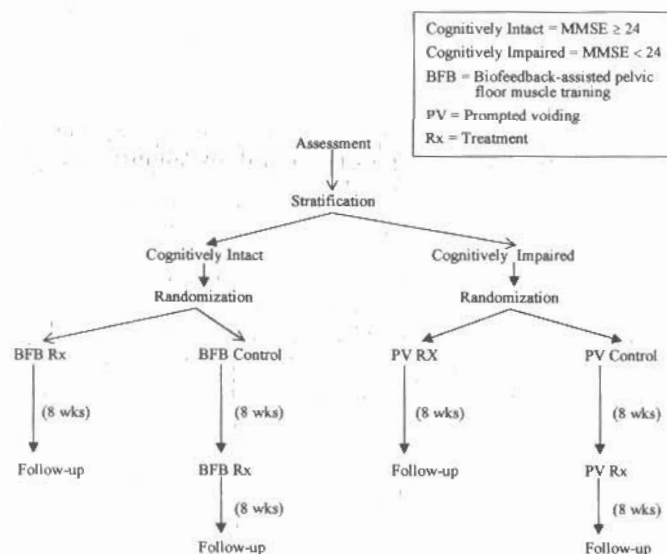 Cognitively Intact = MMSE ≥ 24
Cognitively Impaired = MMSE < 24
BFB = Biofeedback-assisted pelvic
floor muscle training
PV = Prompted voiding
Rx = Treatment
Assessment
Stratification
Cognitively Intact
Cognitively Impaired
Randomization
Randomization
BFB Rx
BFB Control
PV RX
PV Control
(8 wks)
(8 wks)
(8 wks)
(8 wks)
Follow-up
BFB Rx
Follow-up
PV Rx
(8 wks)
(8 wks)
Follow-up
Follow-up